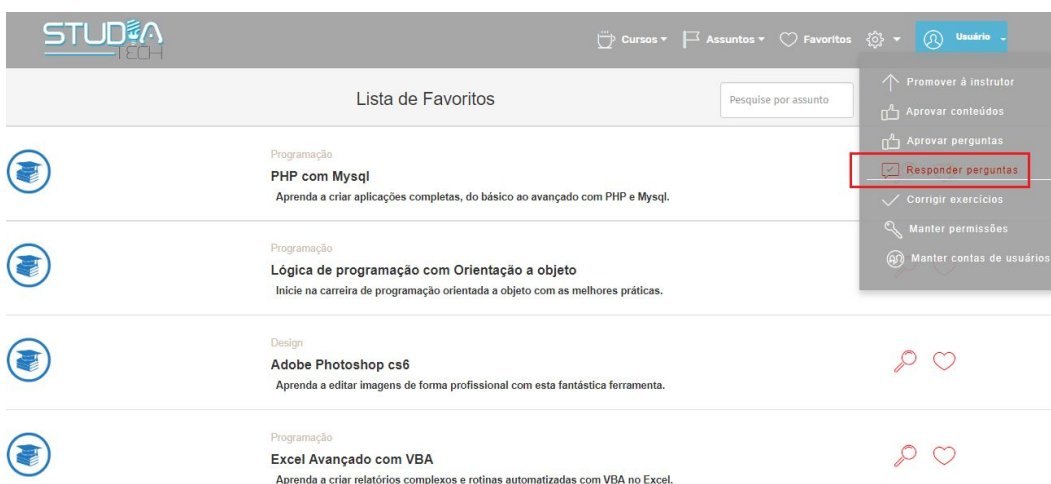 STUDIA
TECH
Cursos
Assuntos
Favoritos
Usuário
Lista de Favoritos
Pesquise por assunto
Promover á instrutor
Aprovar conteúdos
Aprovar perguntas
Responder perguntas
Corrigir exercícios
Manter permissões
Manter contas de usuários
Programação
PHP com Mysql
Aprenda a criar aplicações completas, do básico ao avançado com PHP e Mysql.
Programação
Lógica de programação com Orientação a objeto
Inicie na carreira de programação orientada a objeto com as melhores práticas.
Design
Adobe Photoshop cs6
Aprenda a editar imagens de forma profissional com esta fantástica ferramenta.
Programação
Excel Avançado com VBA
Aprenda a criar relatórios complexos e rotinas automatizadas com VBA no Excel.